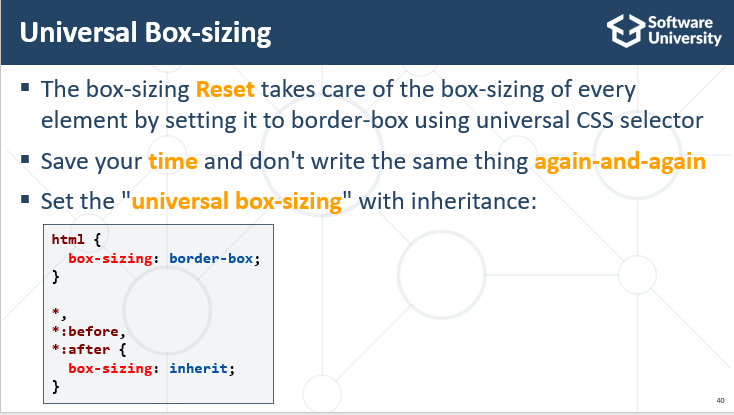 Universal Box-sizing
Software
University
▪ The box-sizing Reset takes care of the box-sizing of every
element by setting it to border-box using universal CSS selector
▪ Save your time and don't write the same thing again-and-again
▪ Set the "universal box-sizing" with inheritance:
html {
  box-sizing: border-box;
}

*,
*:before,
*:after {
  box-sizing: inherit;
}
40